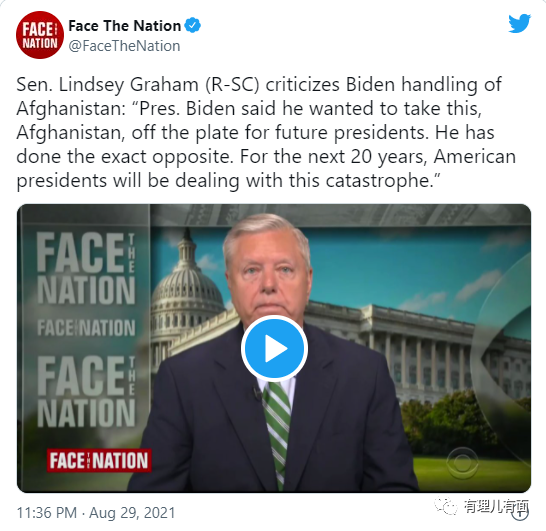 FACE THE NATION
Face The Nation
@FaceTheNation
Sen. Lindsey Graham (R-SC) criticizes Biden handling of
Afghanistan: “Pres. Biden said he wanted to take this,
Afghanistan, off the plate for future presidents. He has
done the exact opposite. For the next 20 years, American
presidents will be dealing with this catastrophe.”
FACE THE NATION
FACE THE NATION
FACE THE NATION
FACE THE NATION
11:36 PM · Aug 29, 2021
有理儿有面